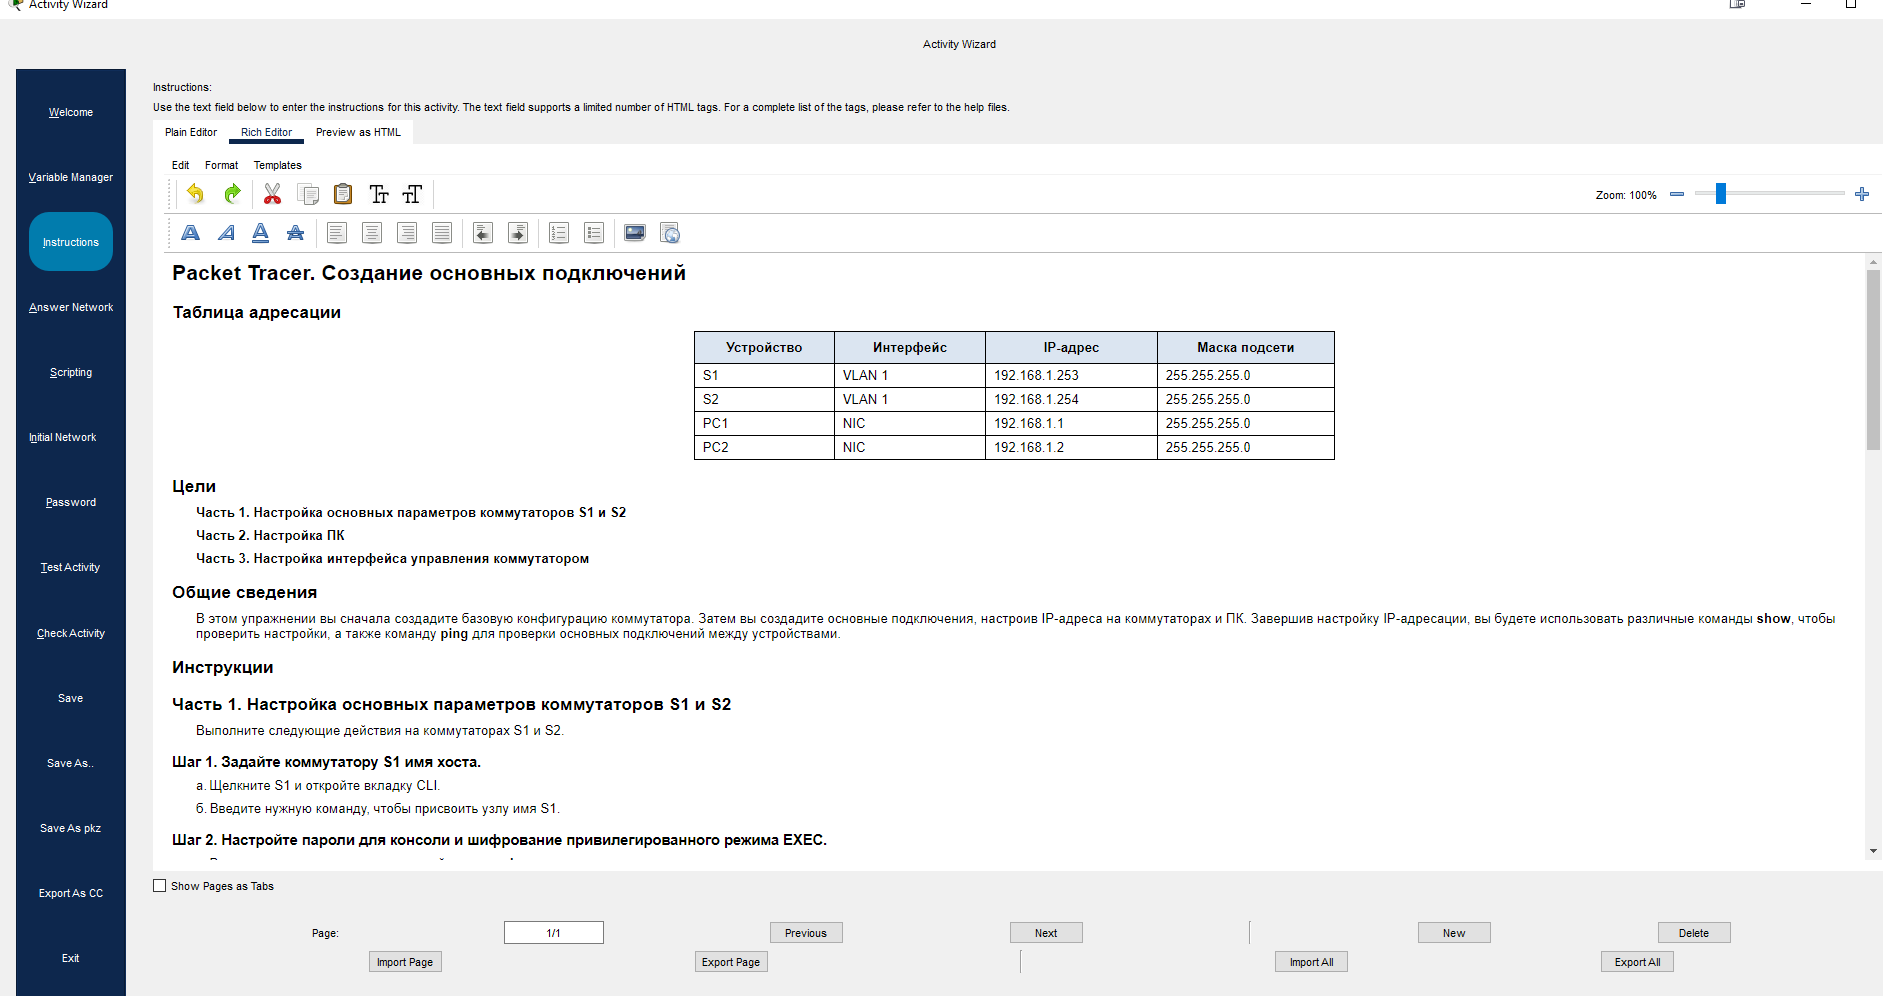 Activity Wizard
Activity Wizard
Welcome
Variable Manager
Instructions
Answer Network
Scripting
Initial Network
Password
Test Activity
Check Activity
Save
Save As..
Save As pkz
Export As CC
Exit
Instructions:
Use the text field below to enter the instructions for this activity. The text field supports a limited number of HTML tags. For a complete list of the tags, please refer to the help files.
Plain Editor Rich Editor Preview as HTML
Edit Format Templates
Zoom: 100%
Packet Tracer. Создание основных подключений
Таблица адресации
Устройство Интерфейс IP-адрес Маска подсети
S1 VLAN 1 192.168.1.253 255.255.255.0
S2 VLAN 1 192.168.1.254 255.255.255.0
PC1 NIC 192.168.1.1 255.255.255.0
PC2 NIC 192.168.1.2 255.255.255.0
Цели
Часть 1. Настройка основных параметров коммутаторов S1 и S2
Часть 2. Настройка ПК
Часть 3. Настройка интерфейса управления коммутатором
Общие сведения
В этом упражнении вы сначала создадите базовую конфигурацию коммутатора. Затем вы создадите основные подключения, настроив IP-адреса на коммутаторах и ПК. Завершив настройку IP-адресации, вы будете использовать различные команды show, чтобы
проверить настройки, а также команду ping для проверки основных подключений между устройствами.
Инструкции
Часть 1. Настройка основных параметров коммутаторов S1 и S2
Выполните следующие действия на коммутаторах S1 и S2.
Шаг 1. Задайте коммутатору S1 имя хоста.
а. Щелкните S1 и откройте вкладку CLI.
б. Введите нужную команду, чтобы присвоить узлу имя S1.
Шаг 2. Настройте пароли для консоли и шифрование привилегированного режима EXEC.
Show Pages as Tabs
Page: 1/1 Previous Next New Delete
Import Page Export Page Import All Export All